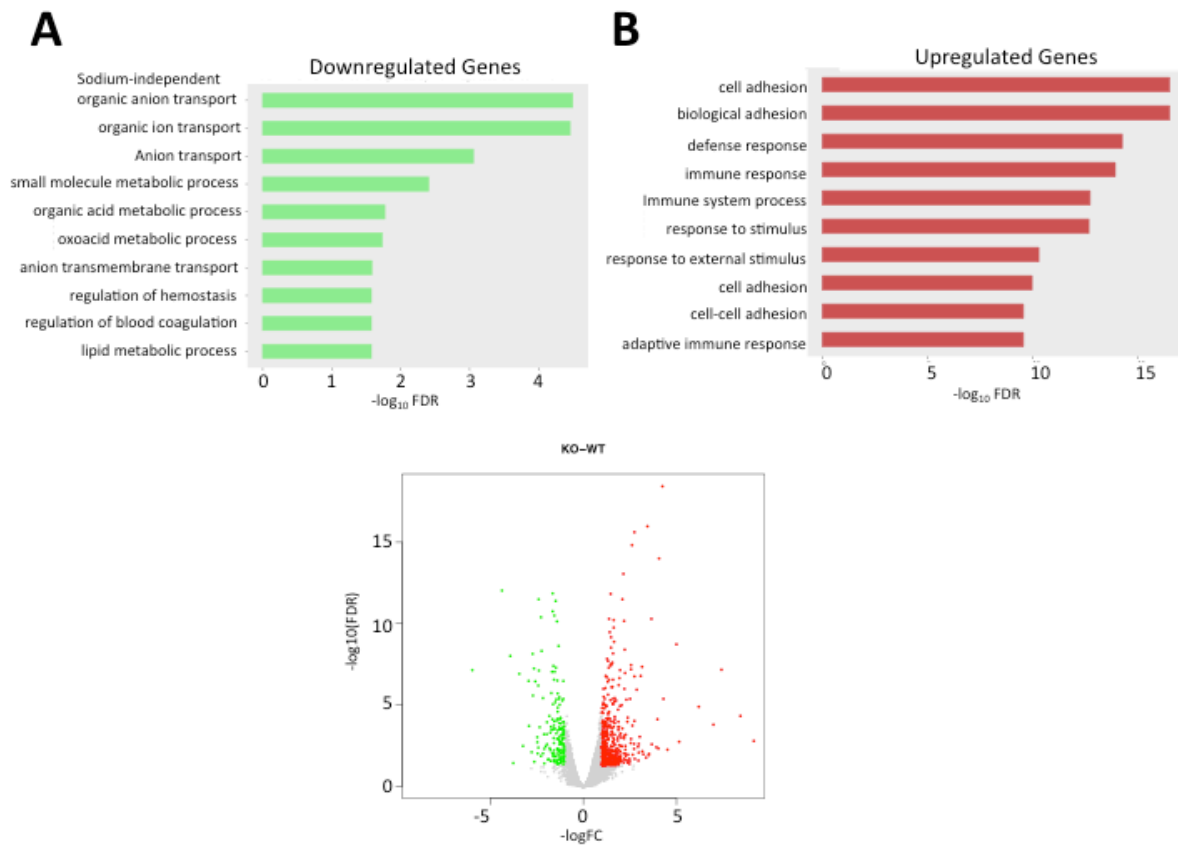 A
Downregulated Genes
Sodium-independent
organic anion transport
organic ion transport
Anion transport
small molecule metabolic process
organic acid metabolic process
oxoacid metabolic process
anion transmembrane transport
regulation of hemostasis
regulation of blood coagulation
lipid metabolic process
0 1 2 3 4
-log₁₀ FDR
B
Upregulated Genes
cell adhesion
biological adhesion
defense response
immune response
Immune system process
response to stimulus
response to external stimulus
cell adhesion
cell-cell adhesion
adaptive immune response
0 5 10 15
-log₁₀ FDR
KO-WT
-log10(FDR)
15
10
5
0
-5 0 5
-logFC